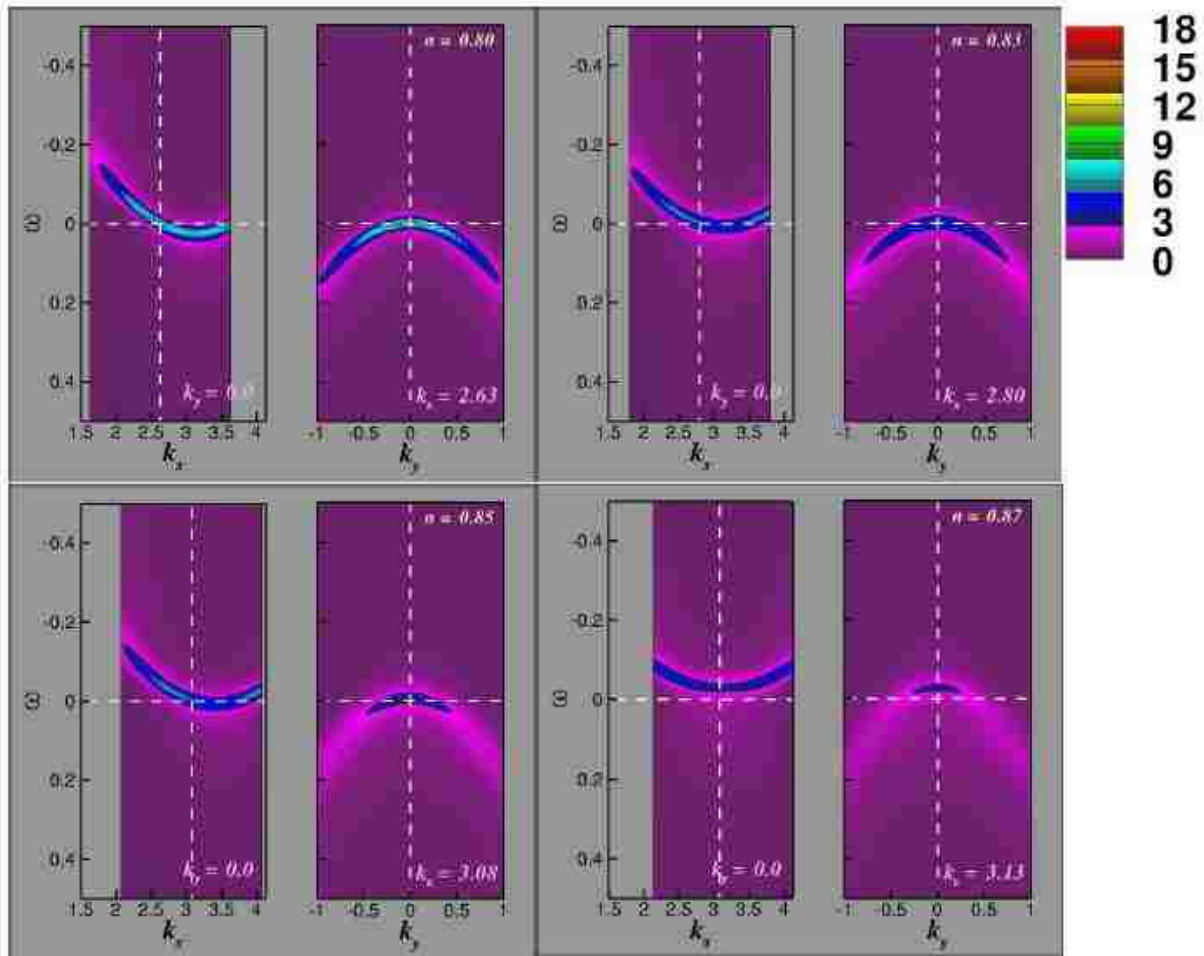 n = 0.80
n = 0.83
18
15
12
9
6
3
0
-0.4
-0.2
0
0.2
0.4
ω
k_y = 0.0
k_x = 2.63
1.5 2 2.5 3 3.5 4
-1 -0.5 0 0.5 1
k_x
k_y
-0.4
-0.2
0
0.2
0.4
ω
k_y = 0.0
k_x = 2.80
1.5 2 2.5 3 3.5 4
-1 -0.5 0 0.5 1
k_x
k_y
n = 0.85
-0.4
-0.2
0
0.2
0.4
ω
k_y = 0.0
k_x = 3.08
1.5 2 2.5 3 3.5 4
-1 -0.5 0 0.5 1
k_x
k_y
n = 0.87
-0.4
-0.2
0
0.2
0.4
ω
k_y = 0.0
k_x = 3.13
1.5 2 2.5 3 3.5 4
-1 -0.5 0 0.5 1
k_x
k_y